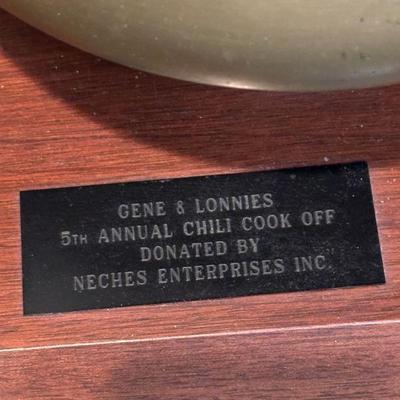 GENE & LONNIES
5TH ANNUAL CHILI COOK OFF
DONATED BY
NECHES ENTERPRISES INC.